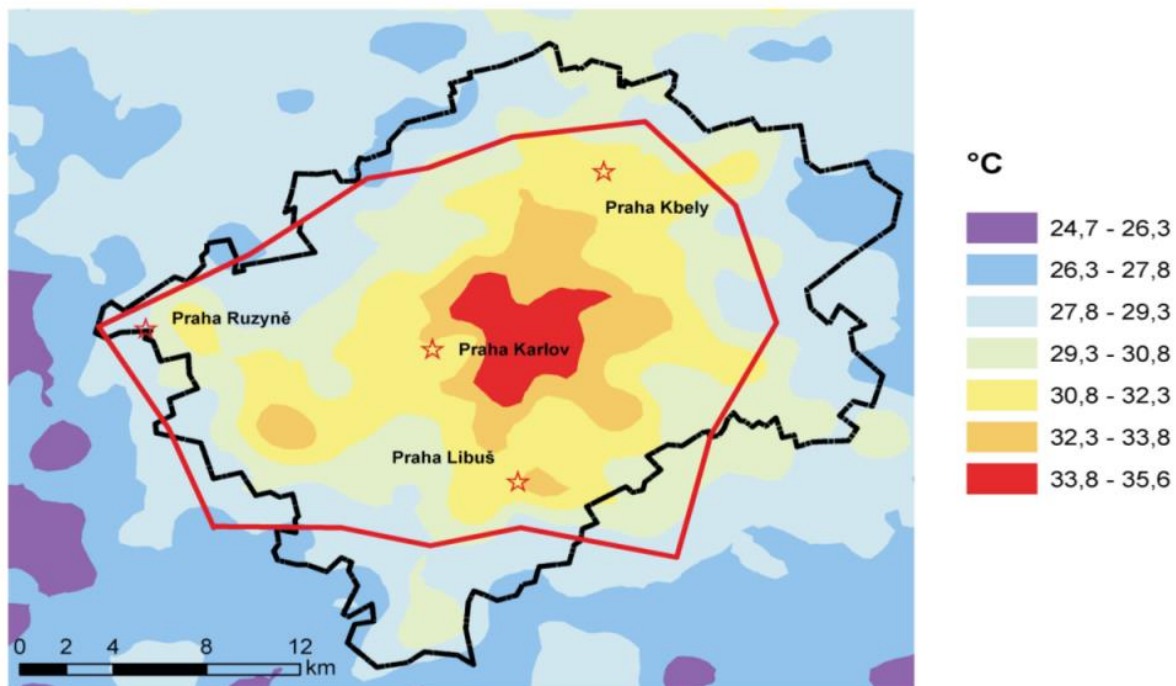 °C
Praha Kbely
24,7 - 26,3
26,3 - 27,8
27,8 - 29,3
29,3 - 30,8
30,8 - 32,3
32,3 - 33,8
33,8 - 35,6
Praha Ruzyně
Praha Karlov
Praha Libuš
0 2 4 8 12
km